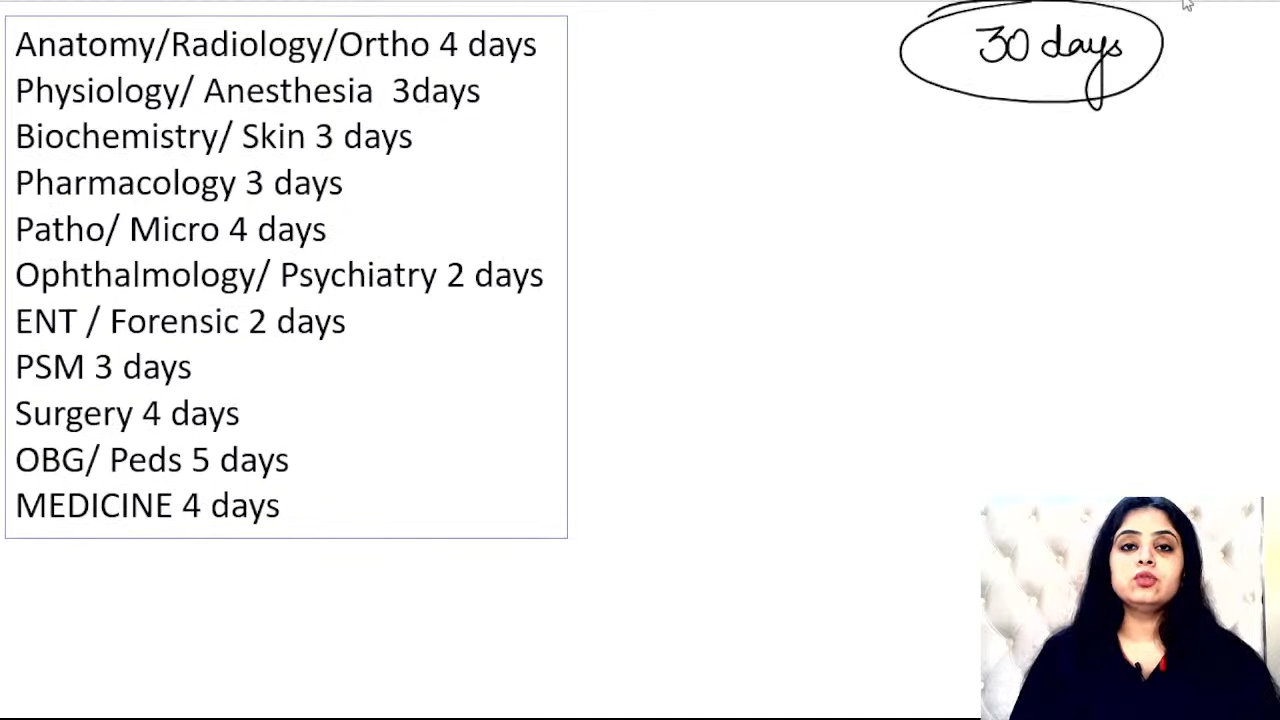 Anatomy/Radiology/Ortho 4 days
Physiology/ Anesthesia 3days
Biochemistry/ Skin 3 days
Pharmacology 3 days
Patho/ Micro 4 days
Ophthalmology/ Psychiatry 2 days
ENT / Forensic 2 days
PSM 3 days
Surgery 4 days
OBG/ Peds 5 days
MEDICINE 4 days
30 days